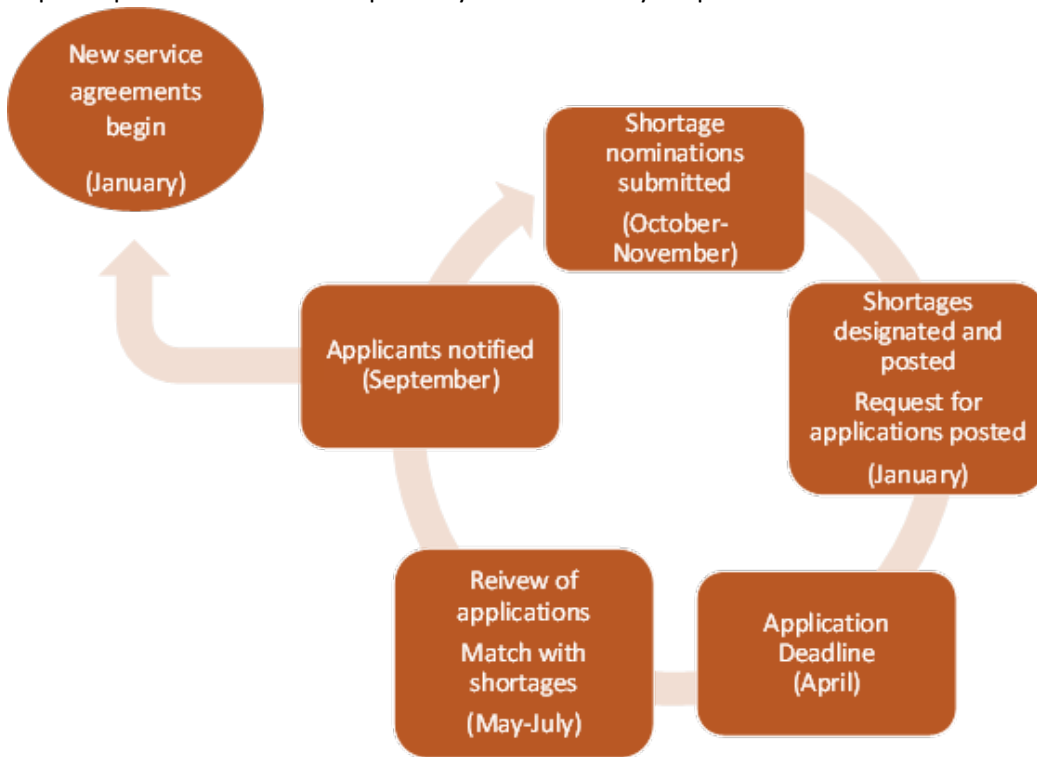 New service
agreements
begin
(January)
Shortage
nominations
submitted
(October-
November)
Shortages
designated and
posted
Request for
applications posted
(January)
Application
Deadline
(April)
Reivew of
applications
Match with
shortages
(May-July)
Applicants notified
(September)